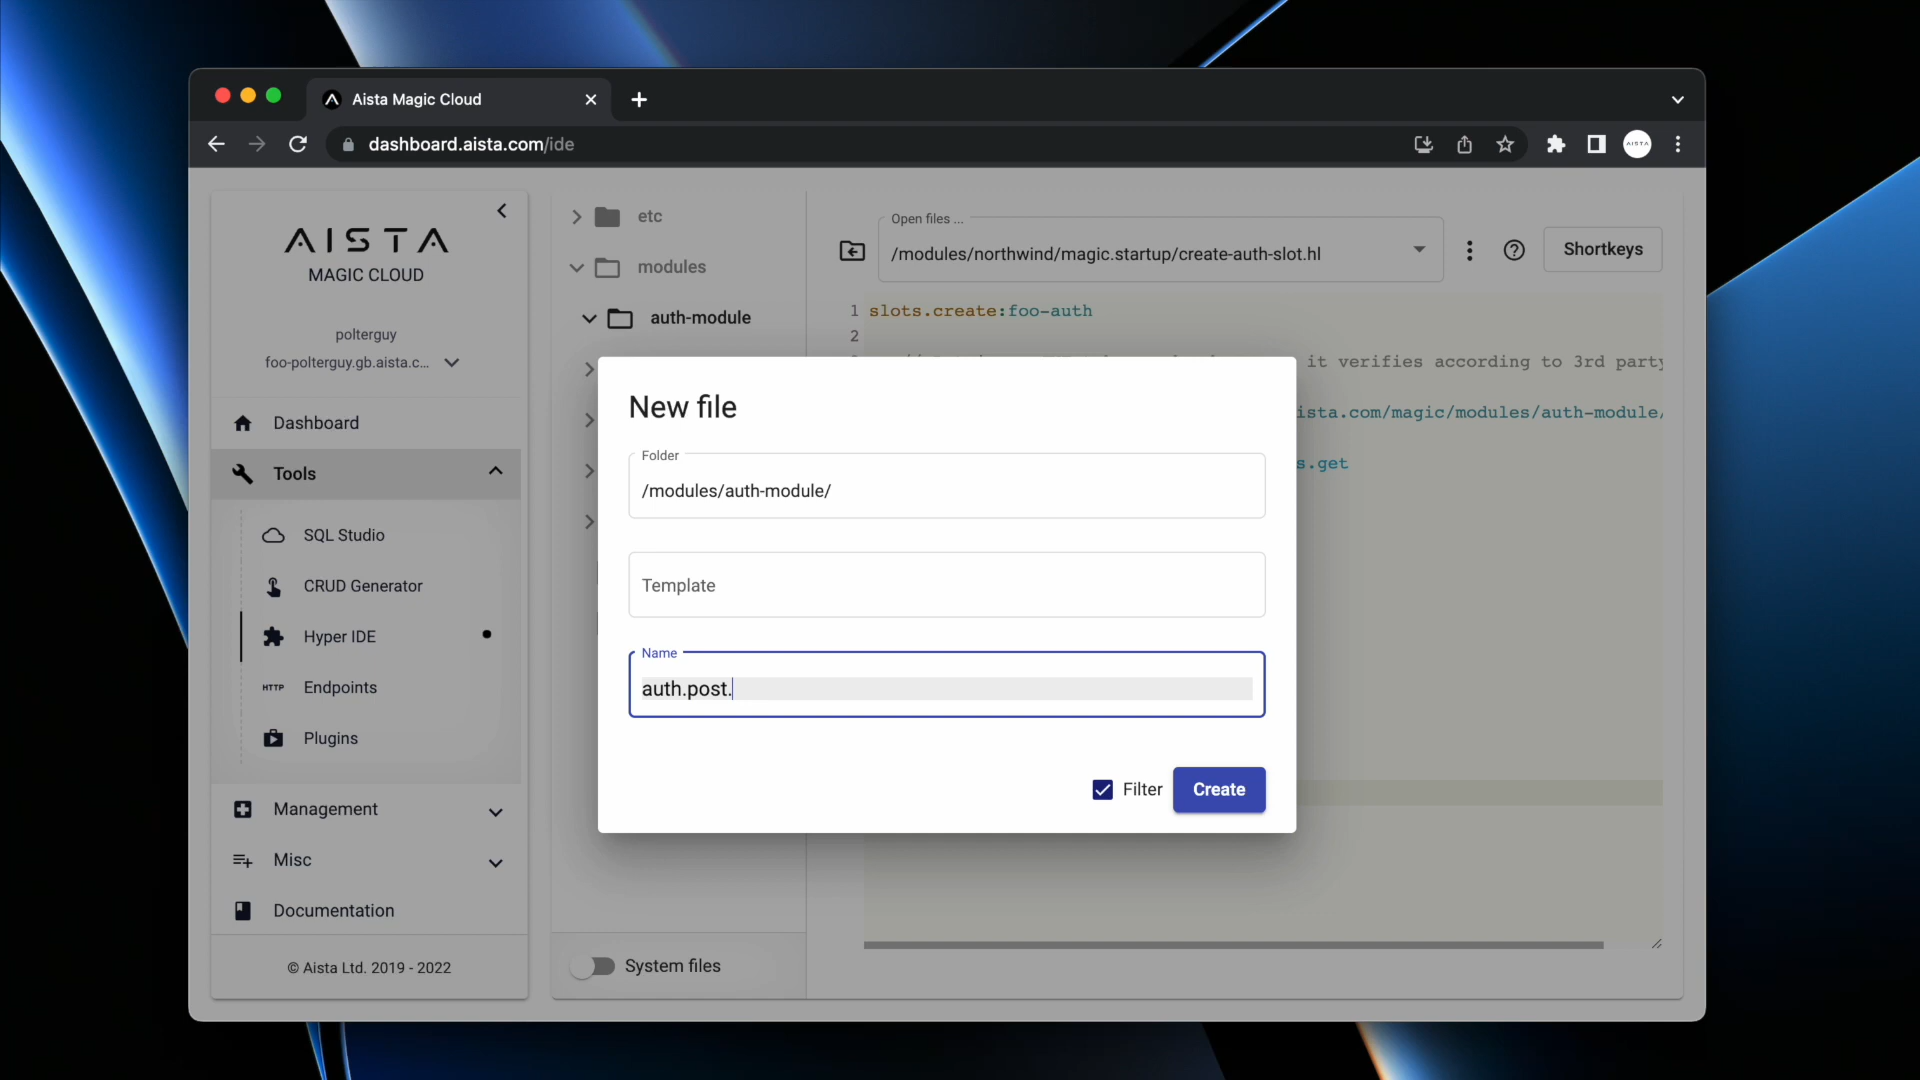 Aista Magic Cloud
dashboard.aista.com/ide
AISTA
AISTA
MAGIC CLOUD
polterguy
foo-polterguy.gb.aista.c...
Dashboard
Tools
SQL Studio
CRUD Generator
Hyper IDE
HTTP Endpoints
Plugins
Management
Misc
Documentation
© Aista Ltd. 2019 - 2022
etc
modules
auth-module
System files
Open files ...
/modules/northwind/magic.startup/create-auth-slot.hl
Shortkeys
1 slots.create:foo-auth
2
it verifies according to 3rd party
ista.com/magic/modules/auth-module/
s.get
New file
Folder
/modules/auth-module/
Template
Name
auth.post.
Filter
Create